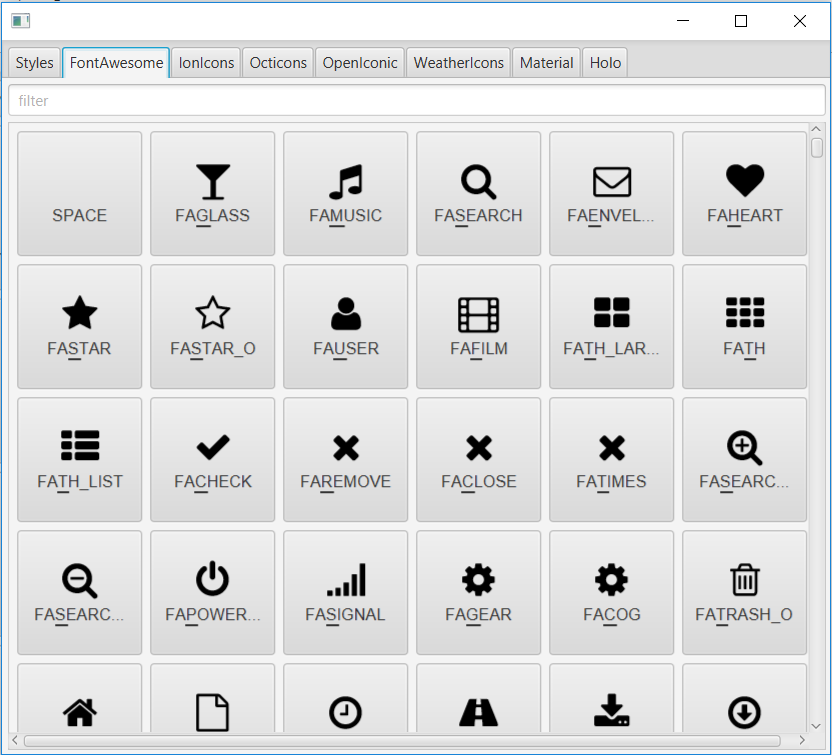 Styles FontAwesome IonIcons Octicons OpenIconic WeatherIcons Material Holo
filter
SPACE FAGLASS FAMUSIC FASEARCH FAENVEL... FAHEART
FASTAR FASTAR_O FAUSER FAFILM FATH_LAR... FATH
FATH_LIST FACHECK FAREMOVE FACLOSE FATIMES FASEARC...
FASEARC... FAPOWER... FASIGNAL FAGEAR FACOG FATRASH_O